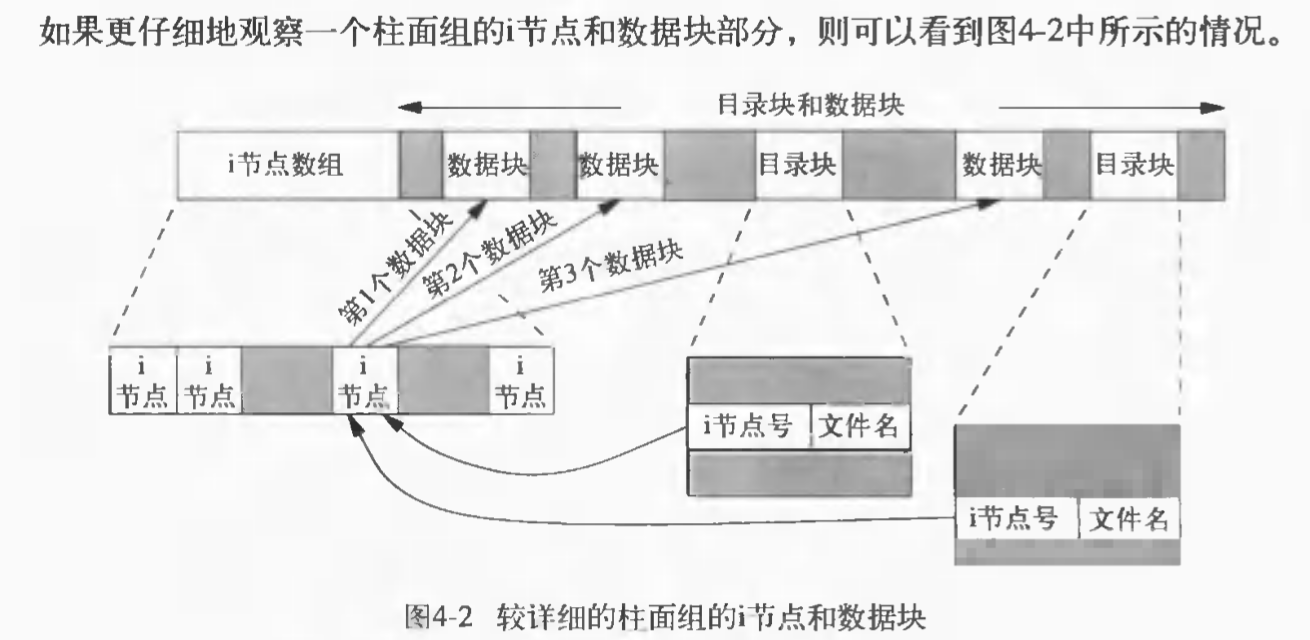 如果更仔细地观察一个柱面组的i节点和数据块部分，则可以看到图4-2中所示的情况。
目录块和数据块
i节点数组
数据块
数据块
目录块
数据块
目录块
第1个数据块
第2个数据块
第3个数据块
i
节点
i
节点
i
节点
i
节点
i节点号
文件名
i节点号
文件名
图4-2 较详细的柱面组的i节点和数据块